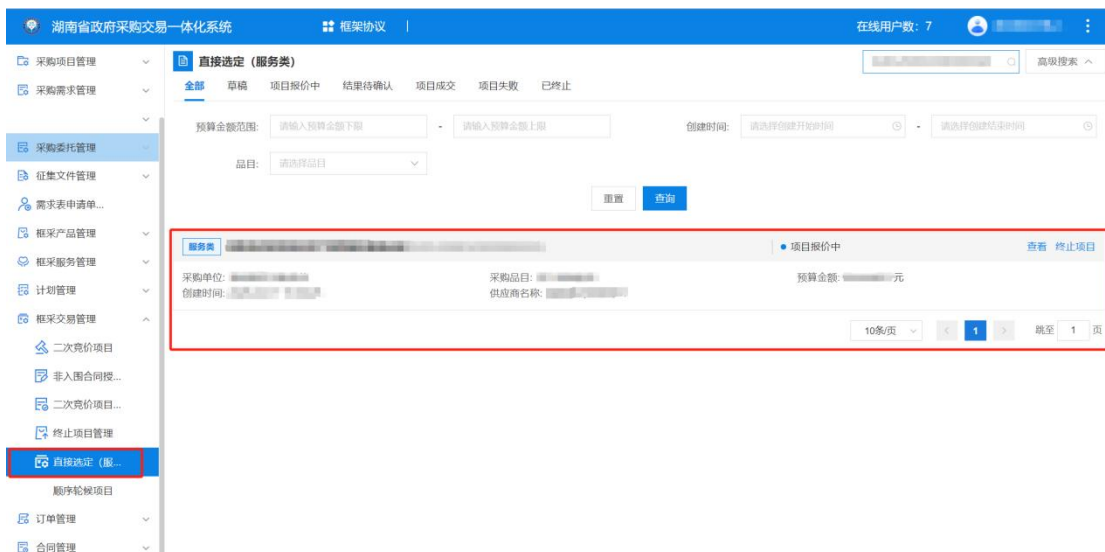 湖南省政府采购交易一体化系统
框架协议
在线用户数: 7
采购项目管理
采购需求管理
采购委托管理
征集文件管理
需求表申请单...
框采产品管理
框采服务管理
计划管理
框采交易管理
二次竞价项目
非入围合同授...
二次竞价项目...
终止项目管理
直接选定（服...
顺序轮候项目
订单管理
合同管理
直接选定（服务类）
高级搜索
全部 草稿 项目报价中 结果待确认 项目成交 项目失败 已终止
预算金额范围: 请输入预算金额下限 - 请输入预算金额上限 创建时间: 请选择创建开始时间 - 请选择创建结束时间
品目: 请选择品目
重置 查询
服务类 项目报价中 查看 终止项目
采购单位: 采购品目: 预算金额: 元
创建时间: 供应商名称:
10条/页 < 1 > 跳至 1 页